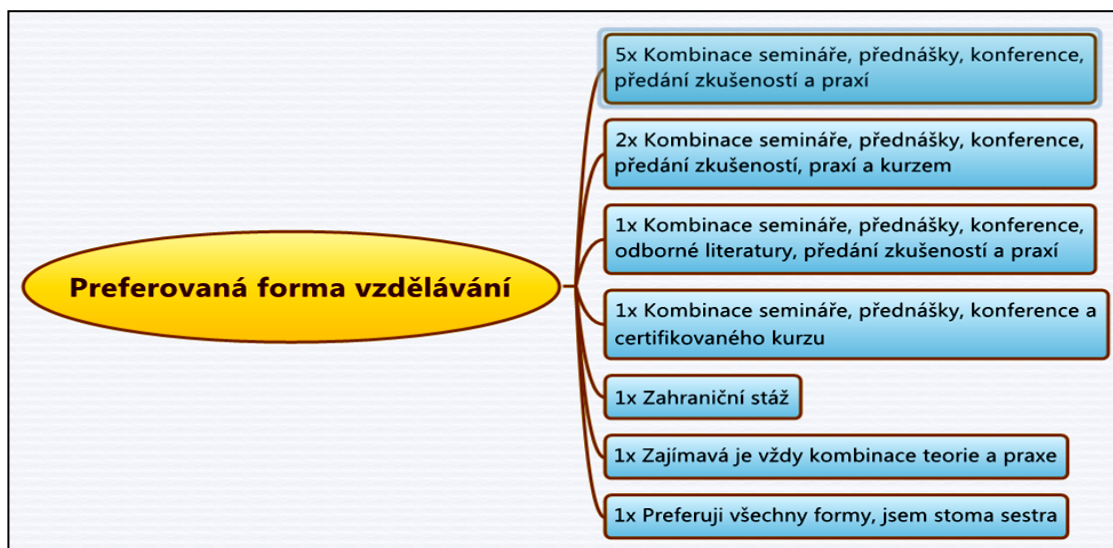 5x Kombinace semináře, přednášky, konference,
předání zkušeností a praxí
2x Kombinace semináře, přednášky, konference,
předání zkušeností, praxí a kurzem
1x Kombinace semináře, přednášky, konference,
odborné literatury, předání zkušeností a praxí
Preferovaná forma vzdělávání
1x Kombinace semináře, přednášky, konference a
certifikovaného kurzu
1x Zahraniční stáž
1x Zajímavá je vždy kombinace teorie a praxe
1x Preferuji všechny formy, jsem stoma sestra